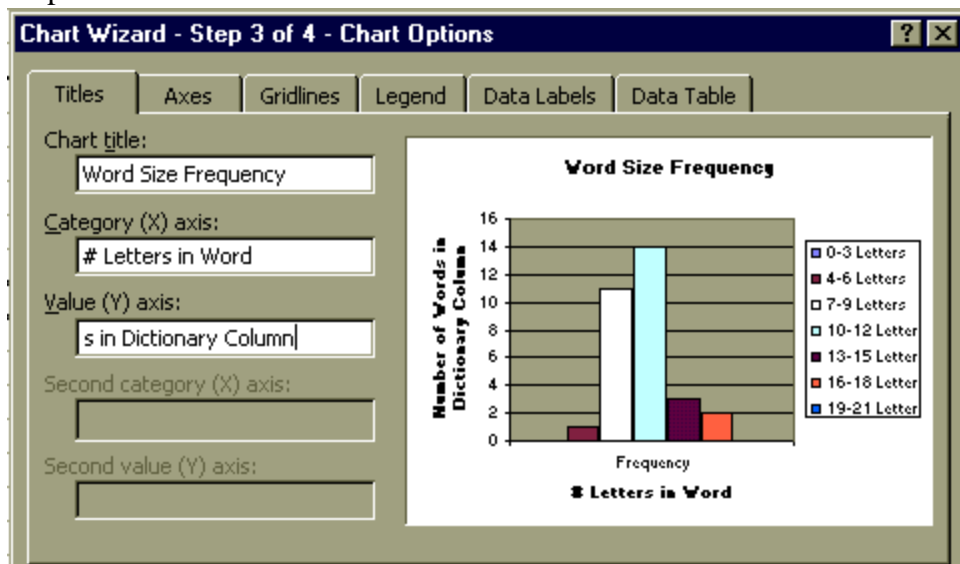 Chart Wizard - Step 3 of 4 - Chart Options
Titles
Axes
Gridlines
Legend
Data Labels
Data Table
Chart title:
Word Size Frequency
Category (X) axis:
# Letters in Word
Value (Y) axis:
s in Dictionary Column
Second category (X) axis:
Second value (Y) axis:
Word Size Frequency
Number of Words in
Dictionary Column
16
14
12
10
8
6
4
2
0
Frequency
# Letters in Word
0-3 Letters
4-6 Letters
7-9 Letters
10-12 Letter
13-15 Letter
16-18 Letter
19-21 Letter